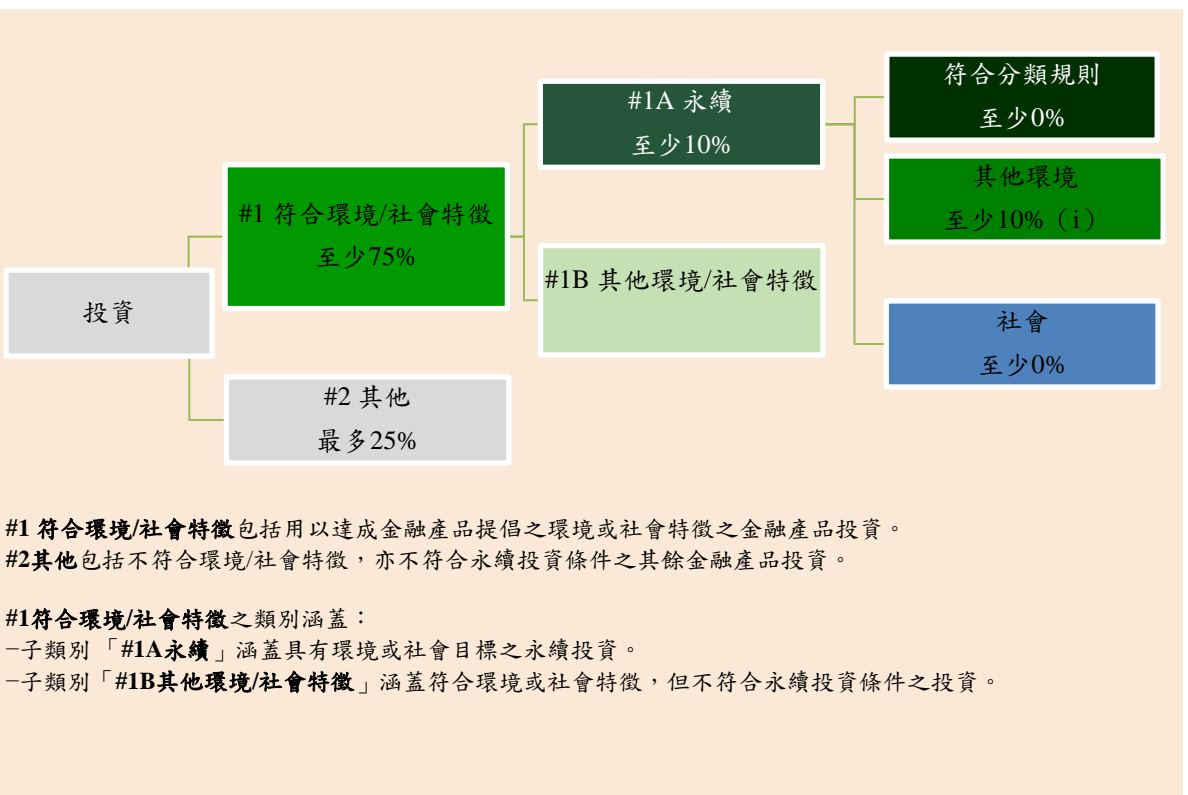 投資
#1 符合環境/社會特徵
至少75%
#2 其他
最多25%
#1A 永續
至少10%
#1B 其他環境/社會特徵
符合分類規則
至少0%
其他環境
至少10%（i）
社會
至少0%
#1 符合環境/社會特徵包括用以達成金融產品提倡之環境或社會特徵之金融產品投資。
#2其他包括不符合環境/社會特徵，亦不符合永續投資條件之其餘金融產品投資。
#1符合環境/社會特徵之類別涵蓋：
−子類別「#1A永續」涵蓋具有環境或社會目標之永續投資。
−子類別「#1B其他環境/社會特徵」涵蓋符合環境或社會特徵，但不符合永續投資條件之投資。